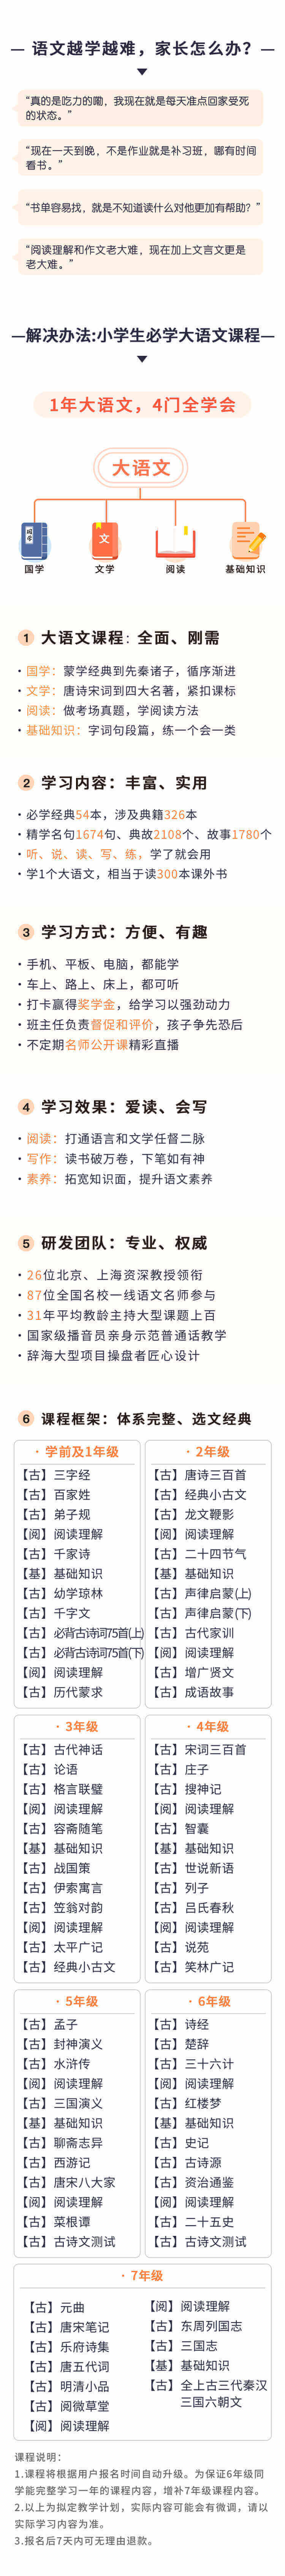 语文越学越难，家长怎么办？
“真的是吃力的嘞，我现在就是每天准点回家受死
的状态。”
“现在一天到晚，不是作业就是补习班，哪有时间
看书。”
“书单容易找，就是不知道读什么对他更加有帮助？”
“阅读理解和作文老大难，现在加上文言文更是
老大难。”
解决办法:小学生必学大语文课程
1年大语文，4门全学会
大语文
国学
文
国学
文学
阅读
基础知识
1 大语文课程：全面、刚需
·国学：蒙学经典到先秦诸子，循序渐进
·文学：唐诗宋词到四大名著，紧扣课标
·阅读：做考场真题，学阅读方法
·基础知识：字词句段篇，练一个会一类
2 学习内容：丰富、实用
·必学经典54本，涉及典籍326本
·精学名句1674句、典故2108个、故事1780个
·听、说、读、写、练，学了就会用
·学1个大语文，相当于读300本课外书
3 学习方式：方便、有趣
·手机、平板、电脑，都能学
·车上、路上、床上，都可听
·打卡赢得奖学金，给学习以强劲动力
·班主任负责督促和评价，孩子争先恐后
·不定期名师公开课精彩直播
4 学习效果：爱读、会写
·阅读：打通语言和文学任督二脉
·写作：读书破万卷，下笔如有神
·素养：拓宽知识面，提升语文素养
5 研发团队：专业、权威
·26位北京、上海资深教授领衔
·87位全国名校一线语文名师参与
·31年平均教龄主持大型课题上百
·国家级播音员亲身示范普通话教学
·辞海大型项目操盘者匠心设计
6 课程框架：体系完整、选文经典
·学前及1年级
【古】三字经
【古】百家姓
【古】弟子规
【阅】阅读理解
【古】千家诗
【基】基础知识
【古】幼学琼林
【古】千字文
【古】必背古诗词75首(上)
【古】必背古诗词75首(下)
【阅】阅读理解
【古】历代蒙求
·2年级
【古】唐诗三百首
【古】经典小古文
【古】龙文鞭影
【阅】阅读理解
【古】二十四节气
【基】基础知识
【古】声律启蒙(上)
【古】声律启蒙(下)
【古】古代家训
【阅】阅读理解
【古】增广贤文
【古】成语故事
·3年级
【古】古代神话
【古】论语
【古】格言联璧
【阅】阅读理解
【古】容斋随笔
【基】基础知识
【古】战国策
【古】伊索寓言
【古】笠翁对韵
【阅】阅读理解
【古】太平广记
【古】经典小古文
·4年级
【古】宋词三百首
【古】庄子
【古】搜神记
【阅】阅读理解
【古】智囊
【基】基础知识
【古】世说新语
【古】列子
【古】吕氏春秋
【阅】阅读理解
【古】说苑
【古】笑林广记
·5年级
【古】孟子
【古】封神演义
【古】水浒传
【阅】阅读理解
【古】三国演义
【基】基础知识
【古】聊斋志异
【古】西游记
【古】唐宋八大家
【阅】阅读理解
【古】菜根谭
【古】古诗文测试
·6年级
【古】诗经
【古】楚辞
【古】三十六计
【阅】阅读理解
【古】红楼梦
【基】基础知识
【古】史记
【古】古诗源
【古】资治通鉴
【阅】阅读理解
【古】二十五史
【古】古诗文测试
·7年级
【古】元曲
【古】唐宋笔记
【古】乐府诗集
【古】唐五代词
【古】明清小品
【古】阅微草堂
【阅】阅读理解
【阅】阅读理解
【古】东周列国志
【古】三国志
【基】基础知识
【古】全上古三代秦汉
三国六朝文
课程说明：
1.课程将根据用户报名时间自动升级。为保证6年级同
学能完整学习一年的课程内容，增补7年级课程内容。
2.以上为拟定教学计划，实际内容可能会有微调，请以
实际学习内容为准。
3.报名后7天内可无理由退款。